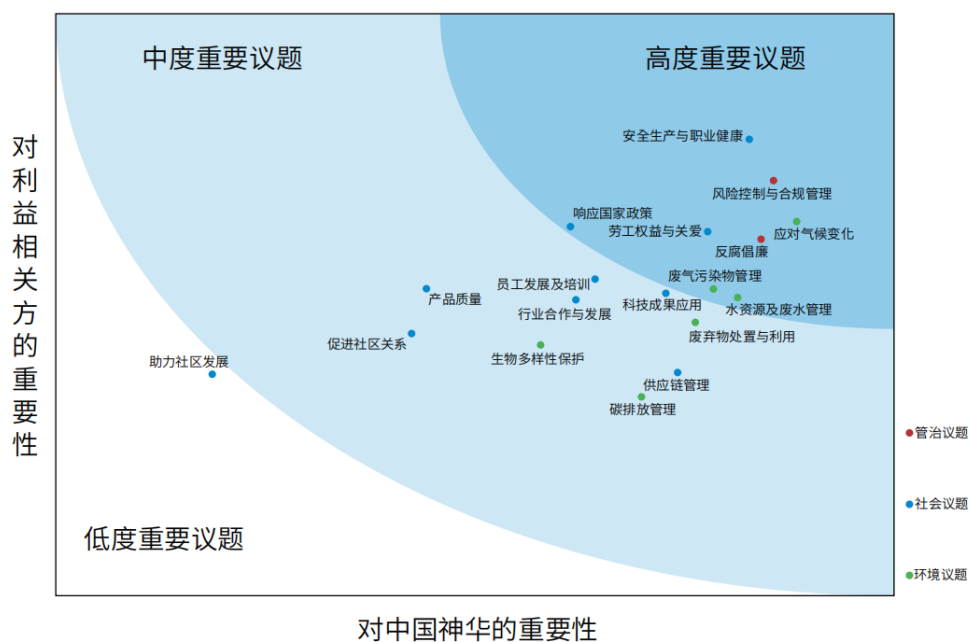 中度重要议题
高度重要议题
对利益相关方的重要性
安全生产与职业健康
风险控制与合规管理
响应国家政策
劳工权益与关爱
应对气候变化
反腐倡廉
废气污染物管理
员工发展及培训
产品质量
科技成果应用
水资源及废水管理
行业合作与发展
废弃物处置与利用
促进社区关系
生物多样性保护
助力社区发展
供应链管理
碳排放管理
管治议题
社会议题
低度重要议题
环境议题
对中国神华的重要性